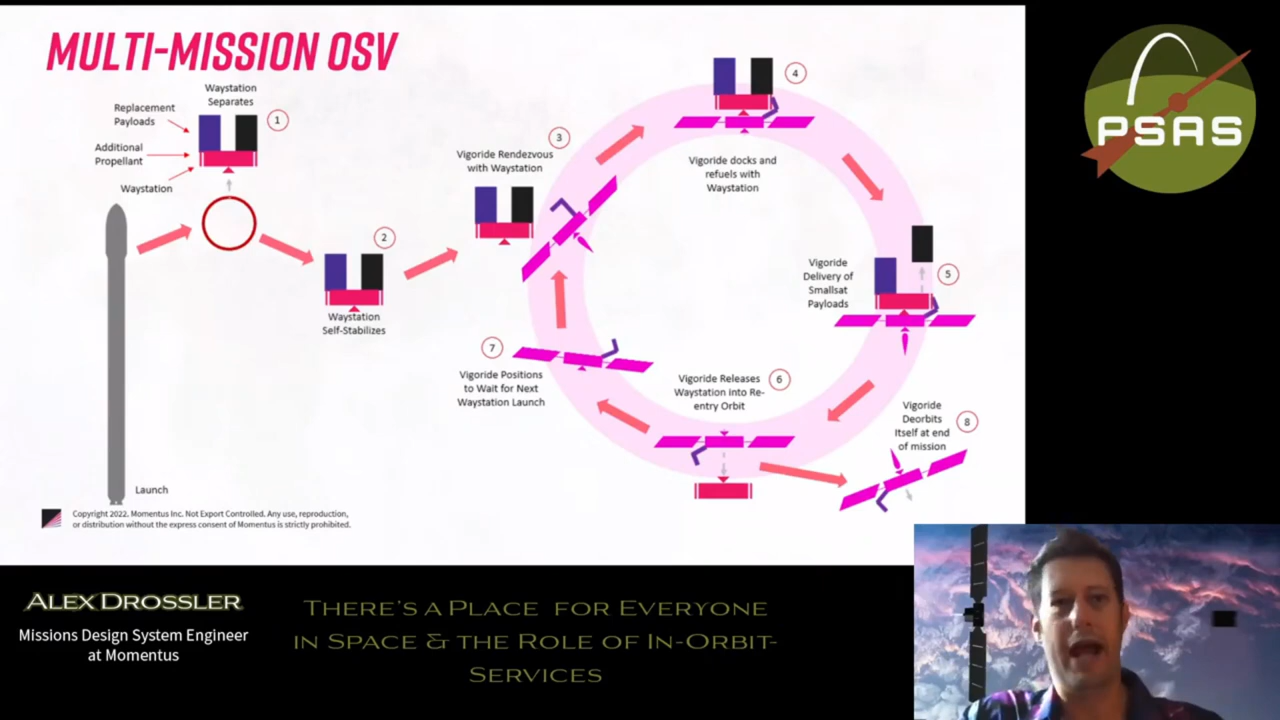 MULTI-MISSION OSV
Waystation
Separates
1
Replacement
Payloads
Additional
Propellant
Waystation
2
Waystation
Self-Stabilizes
3
Vigoride Rendezvous
with Waystation
4
Vigoride docks and
refuels with
Waystation
5
Vigoride
Delivery of
Smallsat
Payloads
6
Vigoride Releases
Waystation into Re-
entry Orbit
7
Vigoride Positions
to Wait for Next
Waystation Launch
8
Vigoride
Deorbits
Itself at end
of mission
Launch
Copyright 2022. Momentus Inc. Not Export Controlled. Any use, reproduction,
or distribution without the express consent of Momentus is strictly prohibited.
PSAS
ALEX DROSSLER
Missions Design System Engineer
at Momentus
THERE'S A PLACE FOR EVERYONE
IN SPACE & THE ROLE OF IN-ORBIT-
SERVICES